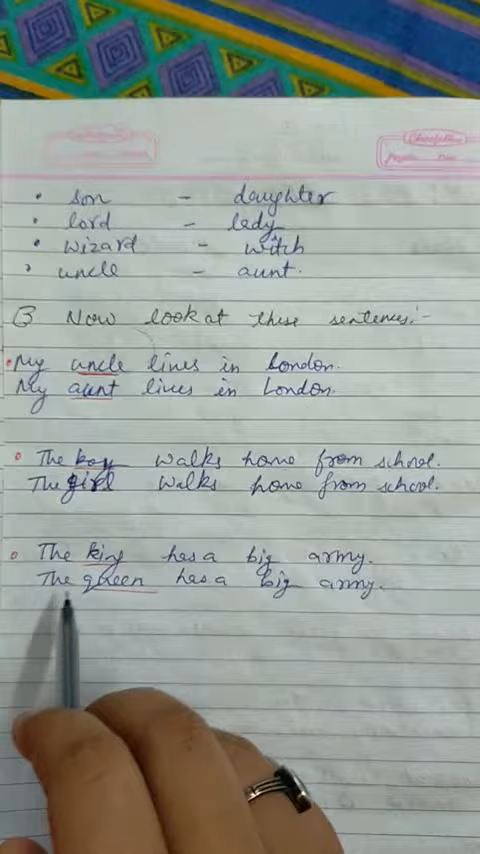 • son - daughter
• lord - lady
• wizard - witch
• uncle - aunt.
③ Now look at these sentences:-
• My uncle lives in London.
My aunt lives in London.
• The boy walks home from school.
The girl walks home from school.
• The king has a big army.
The queen has a big army.